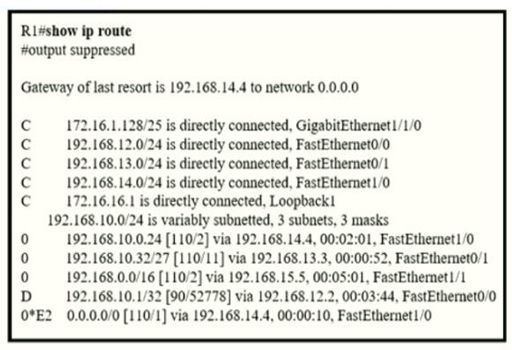 R1#show ip route
#output suppressed
Gateway of last resort is 192.168.14.4 to network 0.0.0.0
C 172.16.1.128/25 is directly connected, GigabitEthernet1/1/0
C 192.168.12.0/24 is directly connected, FastEthernet0/0
C 192.168.13.0/24 is directly connected, FastEthernet0/1
C 192.168.14.0/24 is directly connected, FastEthernet1/0
C 172.16.16.1 is directly connected, Loopback1
192.168.10.0/24 is variably subnetted, 3 subnets, 3 masks
0 192.168.10.0.24 [110/2] via 192.168.14.4, 00:02:01, FastEthernet1/0
0 192.168.10.32/27 [110/11] via 192.168.13.3, 00:00:52, FastEthernet0/1
0 192.168.0.0/16 [110/2] via 192.168.15.5, 00:05:01, FastEthernet1/1
D 192.168.10.1/32 [90/52778] via 192.168.12.2, 00:03:44, FastEthernet0/0
0*E2 0.0.0.0/0 [110/1] via 192.168.14.4, 00:00:10, FastEthernet1/0